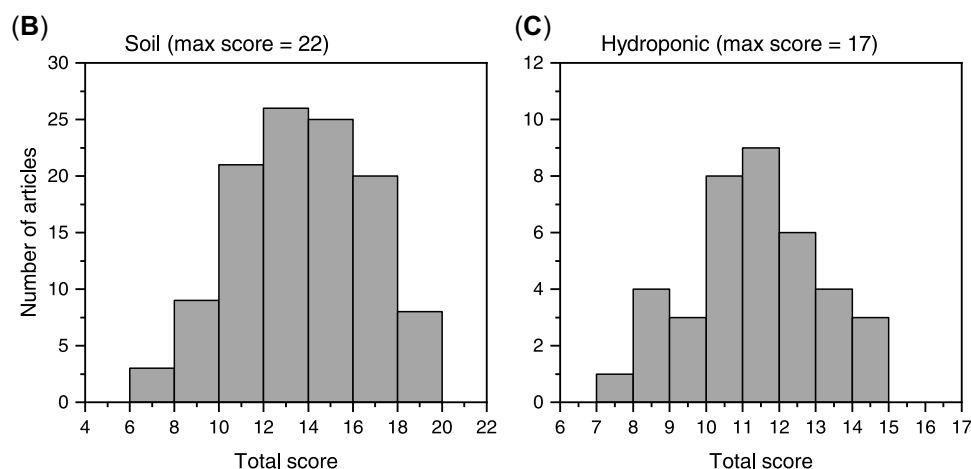 (B)
Soil (max score = 22)
30
25
20
15
10
5
0
Number of articles
4 6 8 10 12 14 16 18 20 22
Total score
(C)
Hydroponic (max score = 17)
12
10
8
6
4
2
0
6 7 8 9 10 11 12 13 14 15 16 17
Total score